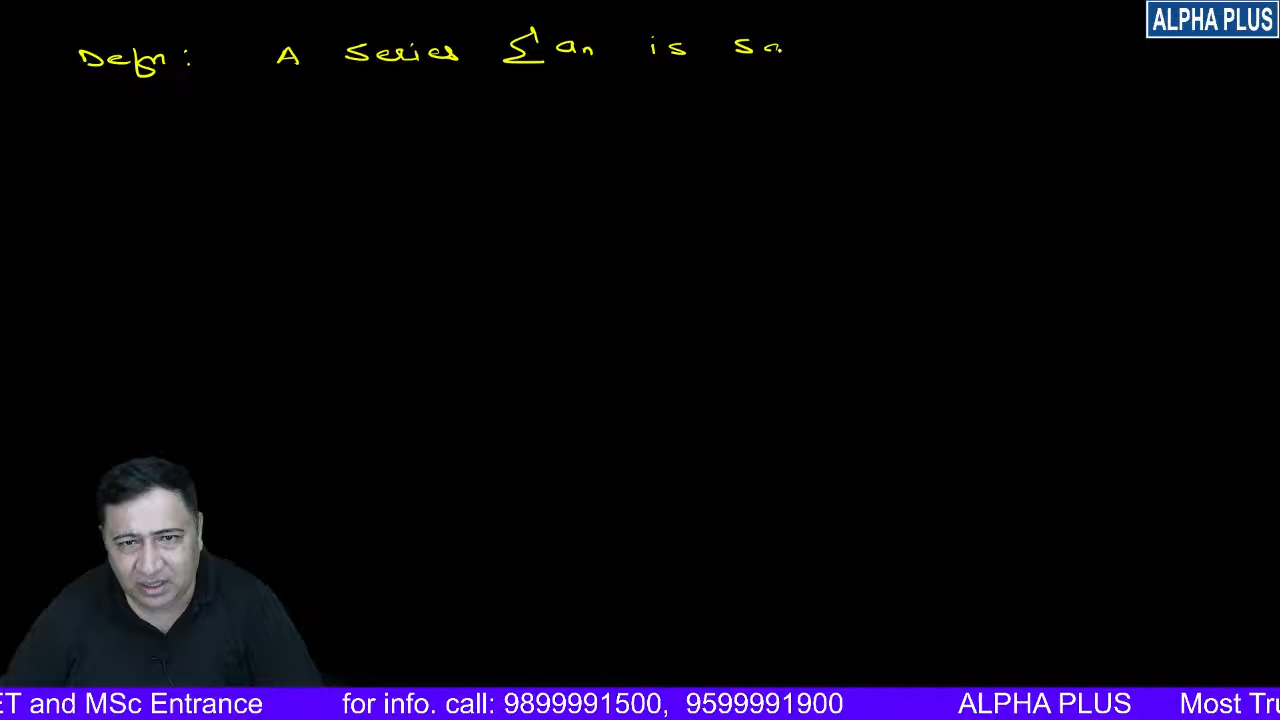 ALPHA PLUS
Defn: A series ∑ an is sa
ET and MSc Entrance for info. call: 9899991500, 9599991900 ALPHA PLUS Most Tru